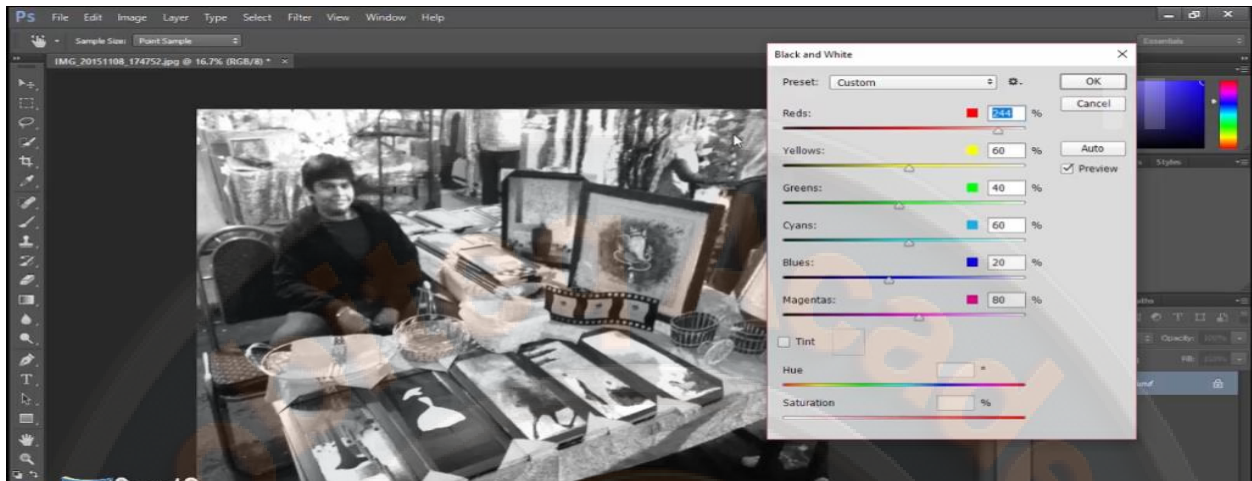 Ps File Edit Image Layer Type Select Filter View Window Help
Sample Size: Point Sample
Essentials
IMG_20151108_174752.jpg @ 16.7% (RGB/8) * ×
Black and White
Preset: Custom
OK
Reds: 244 %
Cancel
Yellows: 60 %
Auto
Preview
Greens: 40 %
Cyans: 60 %
Blues: 20 %
Magentas: 80 %
Tint
Hue °
Saturation %
Styles
Opacity: 100%